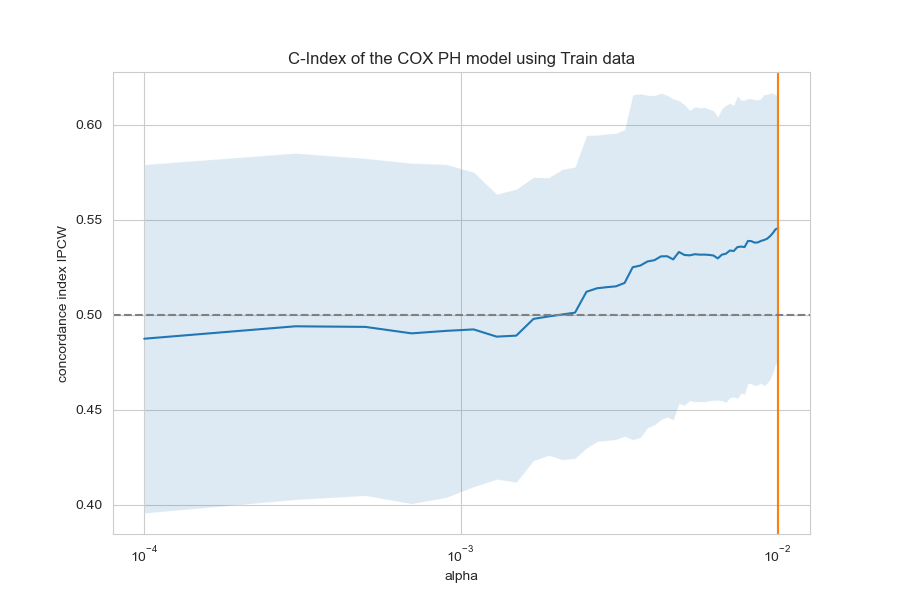 C-Index of the COX PH model using Train data
concordance index IPCW
0.60
0.55
0.50
0.45
0.40
10⁻⁴
10⁻³
10⁻²
alpha